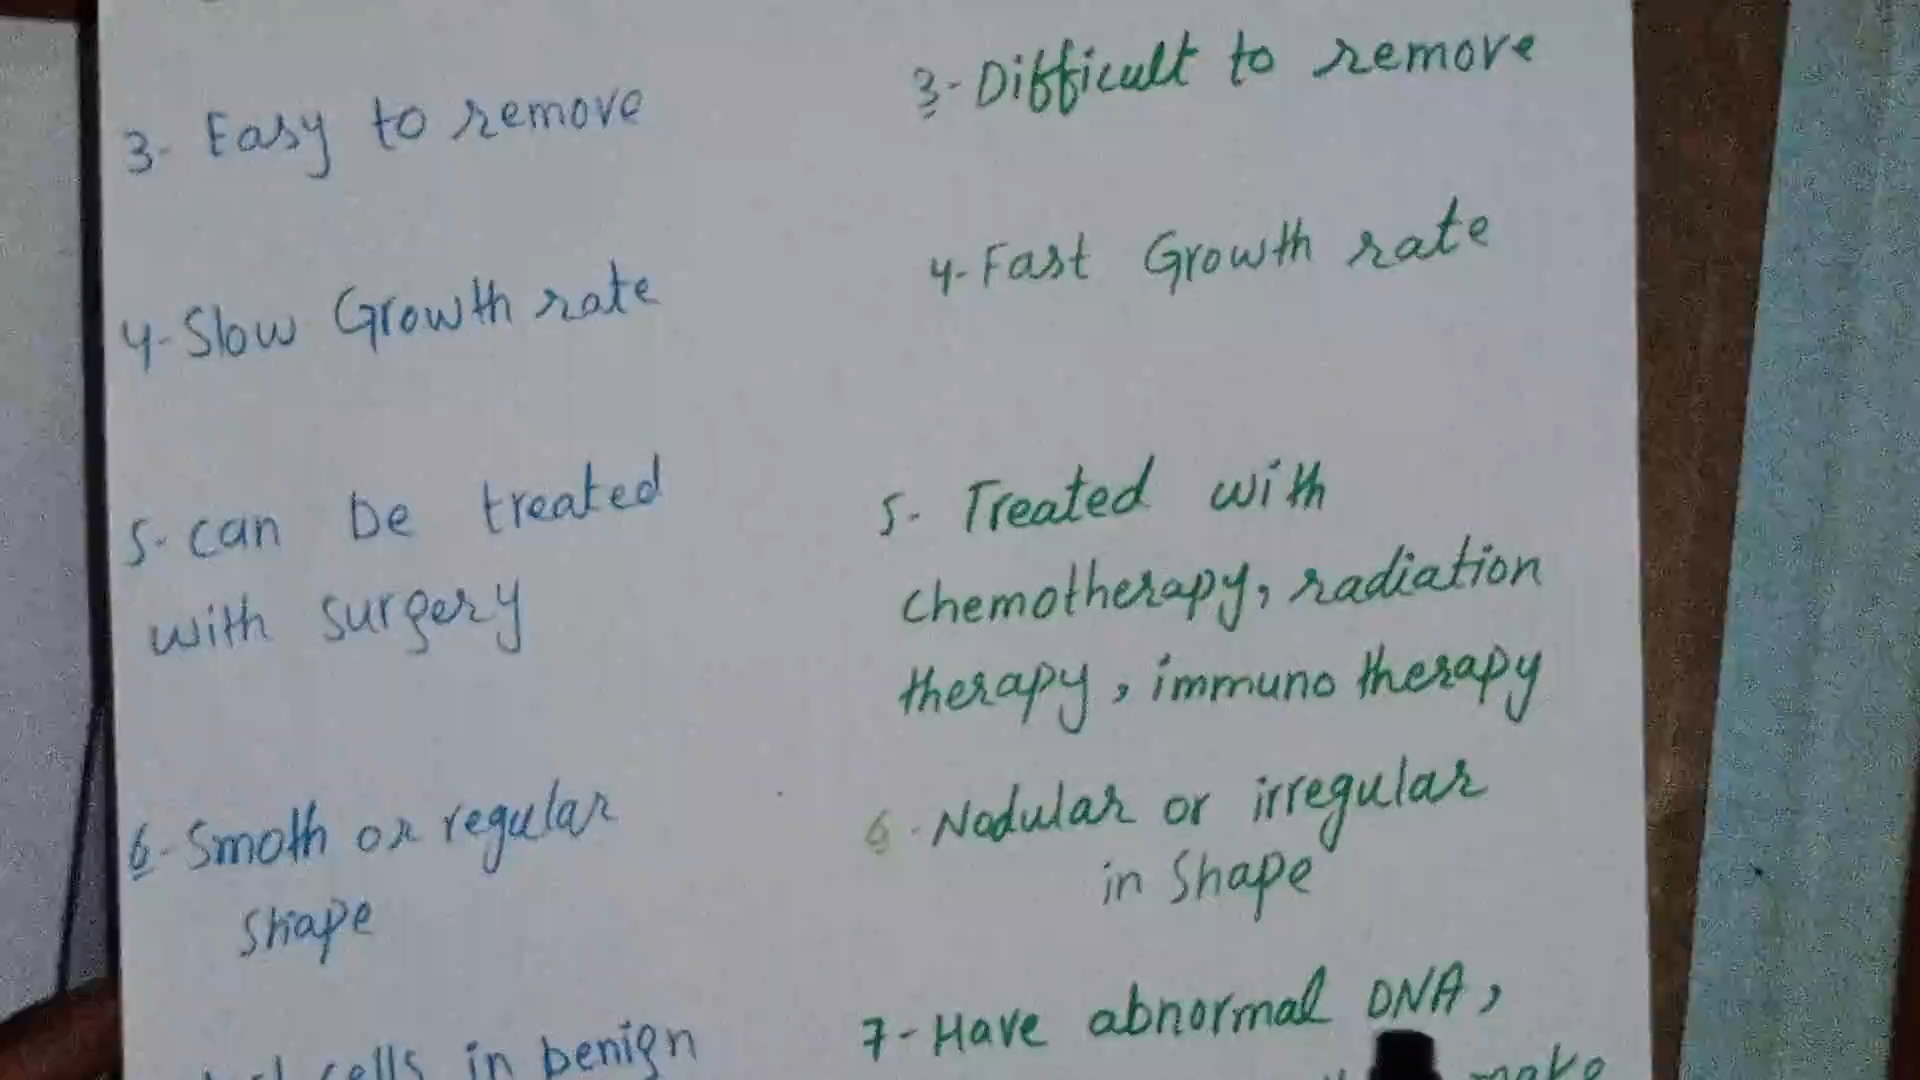 3- Easy to remove
4- Slow Growth rate
5- can be treated
with surgery
6- Smoth or regular
shape
cells in benign
3- Difficult to remove
4- Fast Growth rate
5- Treated with
chemotherapy, radiation
therapy, immuno therapy
6- Nodular or irregular
in Shape
7- Have abnormal DNA,
make